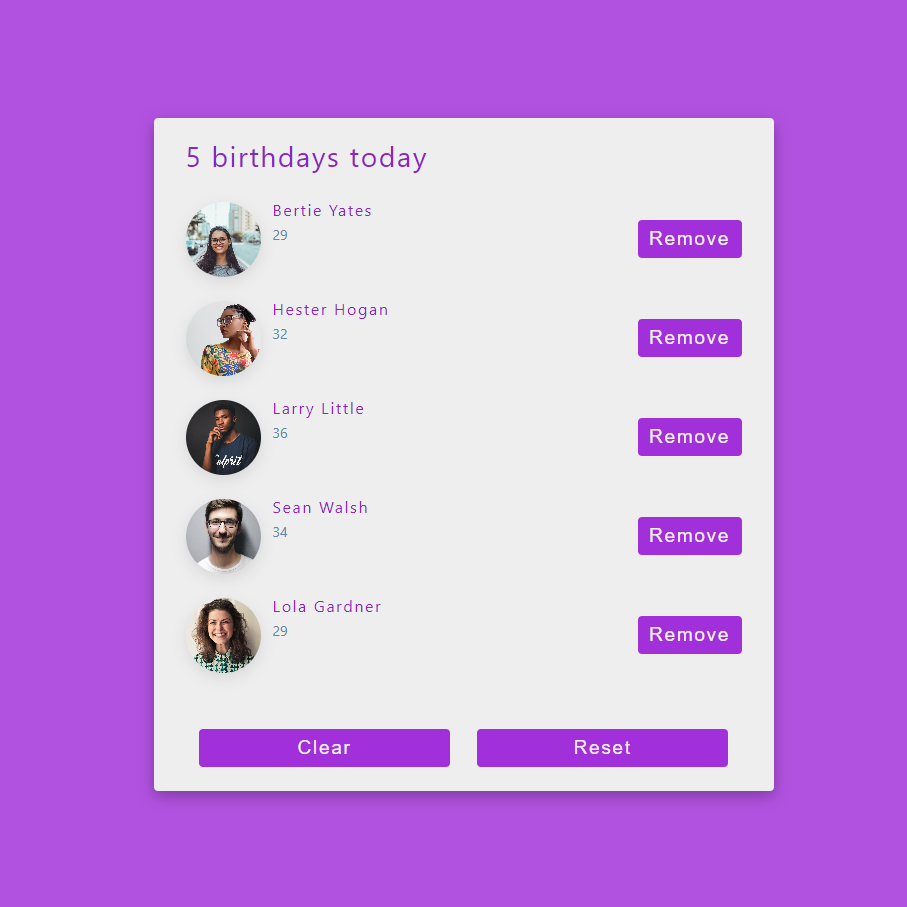 5 birthdays today
Bertie Yates
29
Remove
Hester Hogan
32
Remove
Larry Little
36
Remove
Sean Walsh
34
Remove
Lola Gardner
29
Remove
Clear
Reset